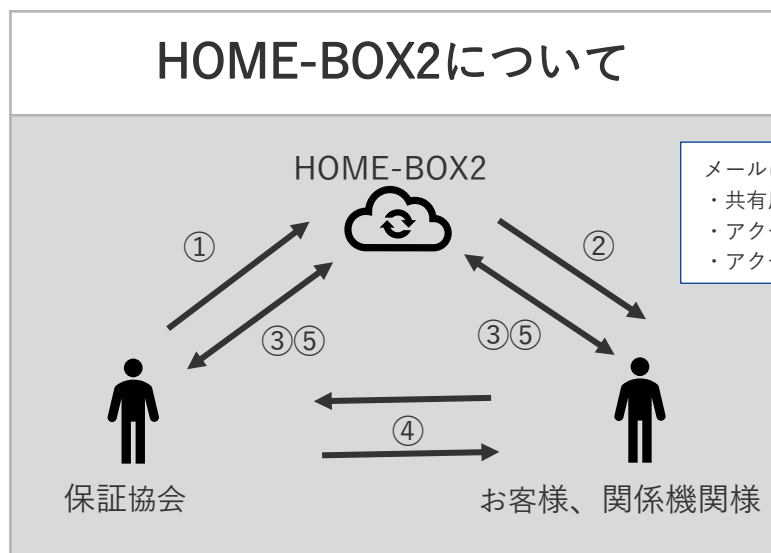 HOME-BOX2について
HOME-BOX2
メール
・共有
・アク
・アク
①
②
③⑤
③⑤
④
保証協会
お客様、関係機関様